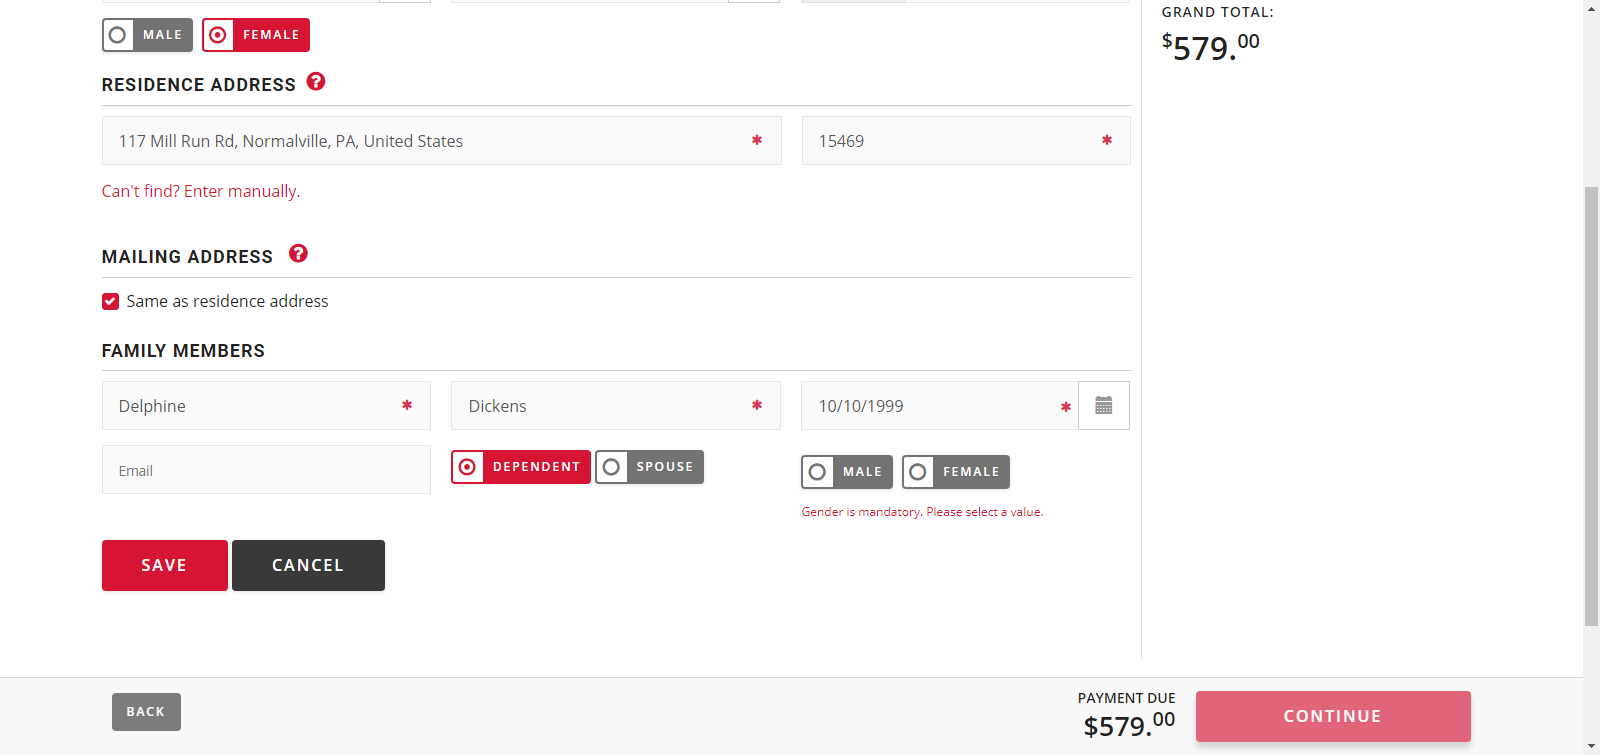 GRAND TOTAL:
$579.00
MALE FEMALE
RESIDENCE ADDRESS ?
117 Mill Run Rd, Normalville, PA, United States * 15469 *
Can't find? Enter manually.
MAILING ADDRESS ?
Same as residence address
FAMILY MEMBERS
Delphine * Dickens * 10/10/1999 *
Email DEPENDENT SPOUSE MALE FEMALE
Gender is mandatory. Please select a value.
SAVE CANCEL
BACK PAYMENT DUE
$579.00
CONTINUE